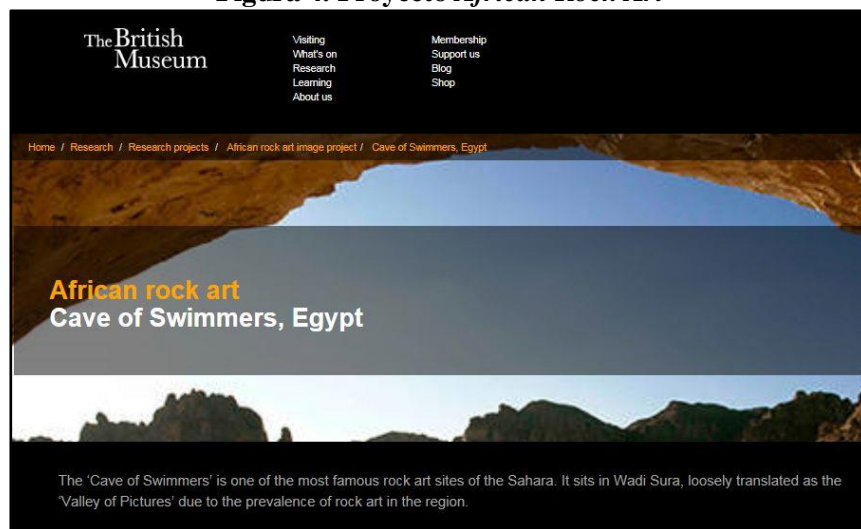 Figura 4. Proyecto African Rock Art
The British
Museum
Visiting
What's on
Research
Learning
About us
Membership
Support us
Blog
Shop
Home / Research / Research projects / African rock art image project / Cave of Swimmers, Egypt
African rock art
Cave of Swimmers, Egypt
The 'Cave of Swimmers' is one of the most famous rock art sites of the Sahara. It sits in Wadi Sura, loosely translated as the
'Valley of Pictures' due to the prevalence of rock art in the region.